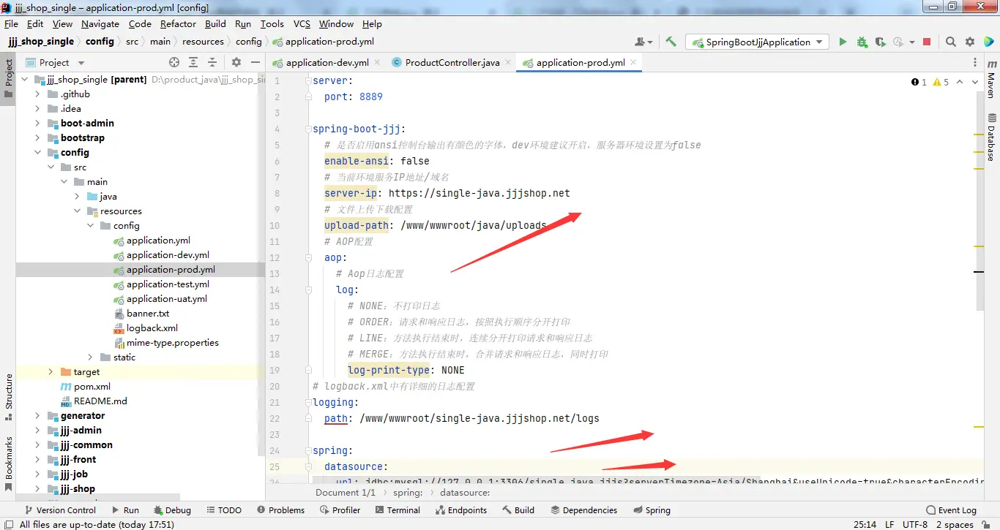 jjj_shop_single – application-prod.yml [config]
File Edit View Navigate Code Refactor Build Run Tools VCS Window Help
jjj_shop_single config src main resources config application-prod.yml
SpringBootJjjApplication
Project
application-dev.yml
ProductController.java
application-prod.yml
jjj_shop_single [parent] D:\product_java\jjj_shop_si
.github
.idea
boot-admin
bootstrap
config
src
main
java
resources
config
application.yml
application-dev.yml
application-prod.yml
application-test.yml
application-uat.yml
banner.txt
logback.xml
mime-type.properties
static
target
pom.xml
README.md
generator
jjj-admin
jjj-common
jjj-front
jjj-job
jjj-shop
Project
Structure
Bookmarks
1 server:
2 port: 8889
3
4 spring-boot-jjj:
5 # 是否启用ansi控制台输出有颜色的字体，dev环境建议开启，服务器环境设置为false
6 enable-ansi: false
7 # 当前环境服务IP地址/域名
8 server-ip: https://single-java.jjjshop.net
9 # 文件上传下载配置
10 upload-path: /www/wwwroot/java/uploads
11 # AOP配置
12 aop:
13 # Aop日志配置
14 log:
15 # NONE：不打印日志
16 # ORDER：请求和响应日志，按照执行顺序分开打印
17 # LINE：方法执行结束时，连续分开打印请求和响应日志
18 # MERGE：方法执行结束时，合并请求和响应日志，同时打印
19 log-print-type: NONE
20 # logback.xml中有详细的日志配置
21 logging:
22 path: /www/wwwroot/single-java.jjjshop.net/logs
23
24 spring:
25 datasource:
26 url: jdbc:mysql://127.0.0.1:3306/single_java_jjjs?serverTimezone=Asia/Shanghai&useUnicode=true&characterEncodin
1 5
Maven
Database
Document 1/1 spring: datasource:
Version Control Run Debug TODO Problems Profiler Terminal Endpoints Build Dependencies Spring Event Log
All files are up-to-date (today 17:51) 25:14 LF UTF-8 2 spaces